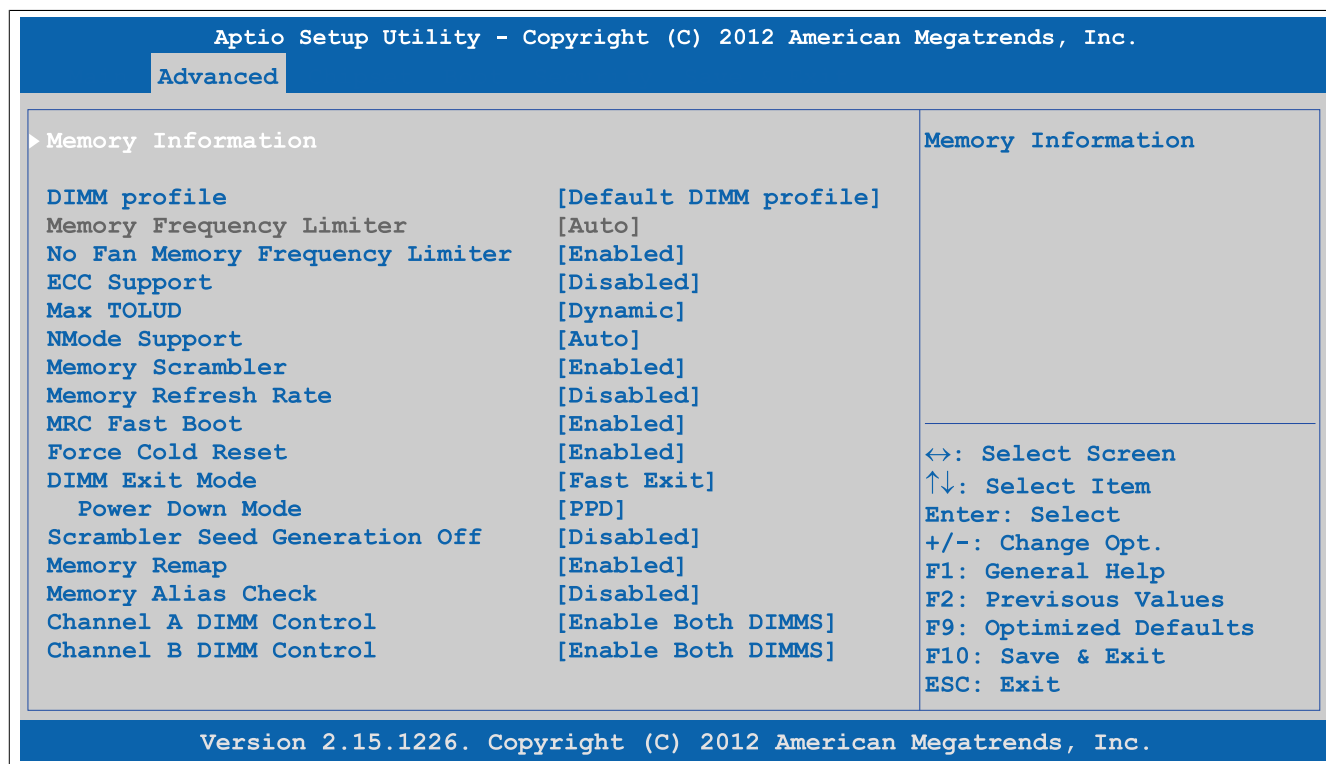 Aptio Setup Utility - Copyright (C) 2012 American Megatrends, Inc.
Advanced
Memory Information
DIMM profile [Default DIMM profile]
Memory Frequency Limiter [Auto]
No Fan Memory Frequency Limiter [Enabled]
ECC Support [Disabled]
Max TOLUD [Dynamic]
NMode Support [Auto]
Memory Scrambler [Enabled]
Memory Refresh Rate [Disabled]
MRC Fast Boot [Enabled]
Force Cold Reset [Enabled]
DIMM Exit Mode [Fast Exit]
Power Down Mode [PPD]
Scrambler Seed Generation Off [Disabled]
Memory Remap [Enabled]
Memory Alias Check [Disabled]
Channel A DIMM Control [Enable Both DIMMS]
Channel B DIMM Control [Enable Both DIMMS]
Memory Information
↔: Select Screen
↑↓: Select Item
Enter: Select
+/-: Change Opt.
F1: General Help
F2: Previsous Values
F9: Optimized Defaults
F10: Save & Exit
ESC: Exit
Version 2.15.1226. Copyright (C) 2012 American Megatrends, Inc.